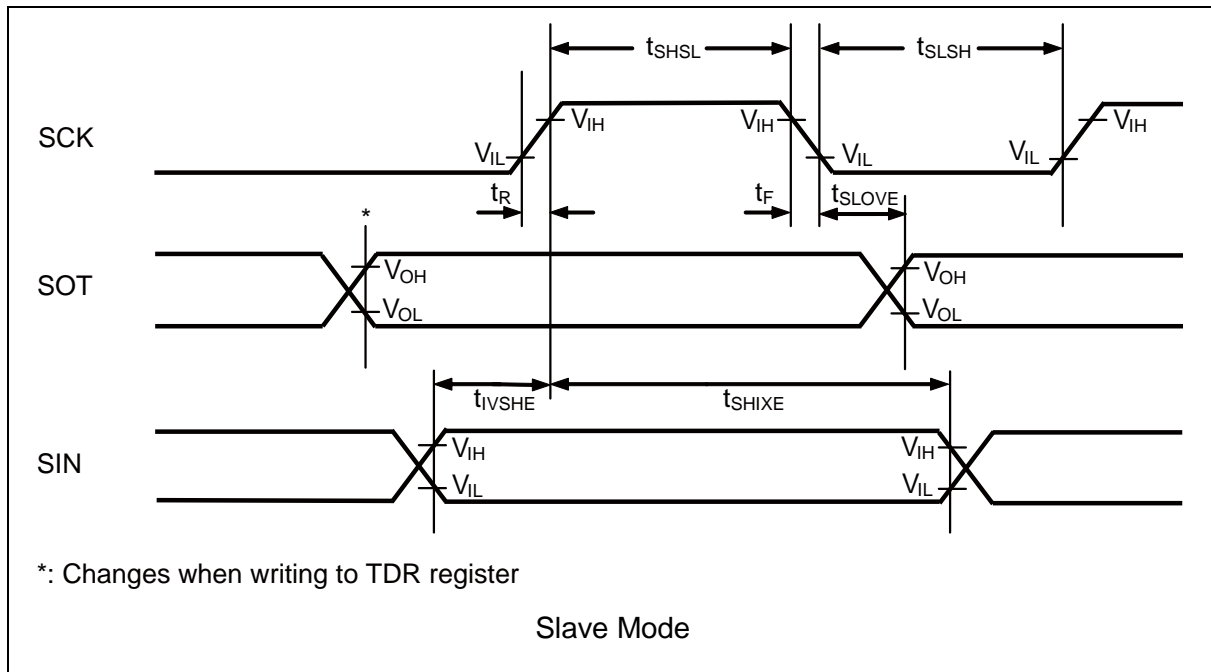 tSHSL
tSLSH
SCK
VIH
VIH
VIH
VIL
VIL
VIL
tR
tF
tSLOVE
*
SOT
VOH
VOH
VOL
VOL
tIVSHE
tSHIXE
SIN
VIH
VIH
VIL
VIL
*: Changes when writing to TDR register
Slave Mode